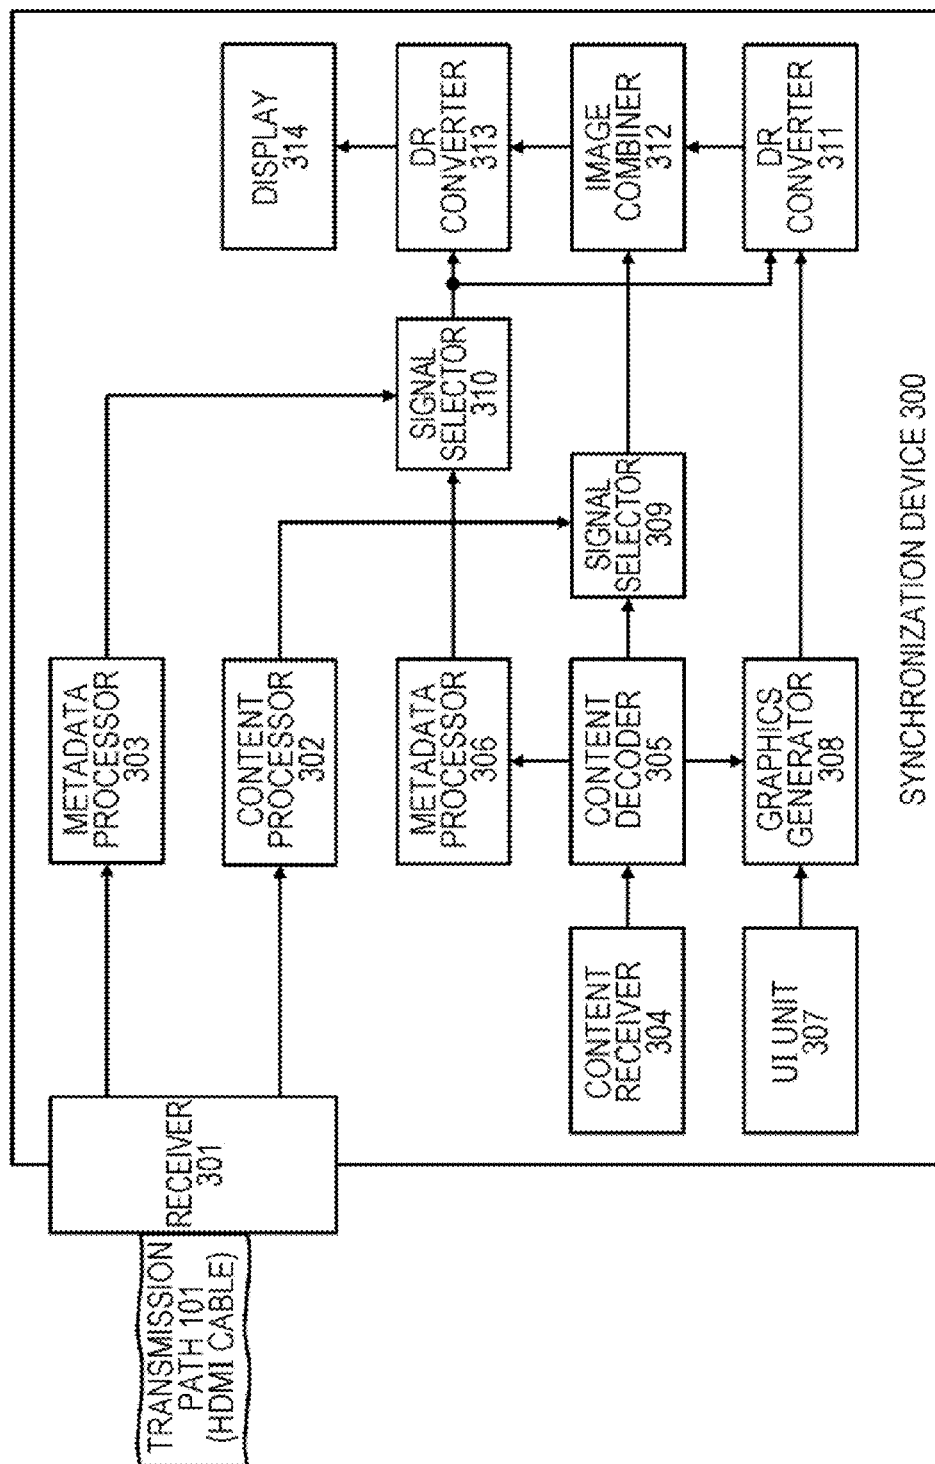 TRANSMISSION
PATH 101
(HDMI CABLE)
RECEIVER
301
METADATA
PROCESSOR
303
CONTENT
PROCESSOR
302
METADATA
PROCESSOR
306
CONTENT
RECEIVER
304
CONTENT
DECODER
305
UI UNIT
307
GRAPHICS
GENERATOR
308
SIGNAL
SELECTOR
310
SIGNAL
SELECTOR
309
DISPLAY
314
DR
CONVERTER
313
IMAGE
COMBINER
312
DR
CONVERTER
311
SYNCHRONIZATION DEVICE 300